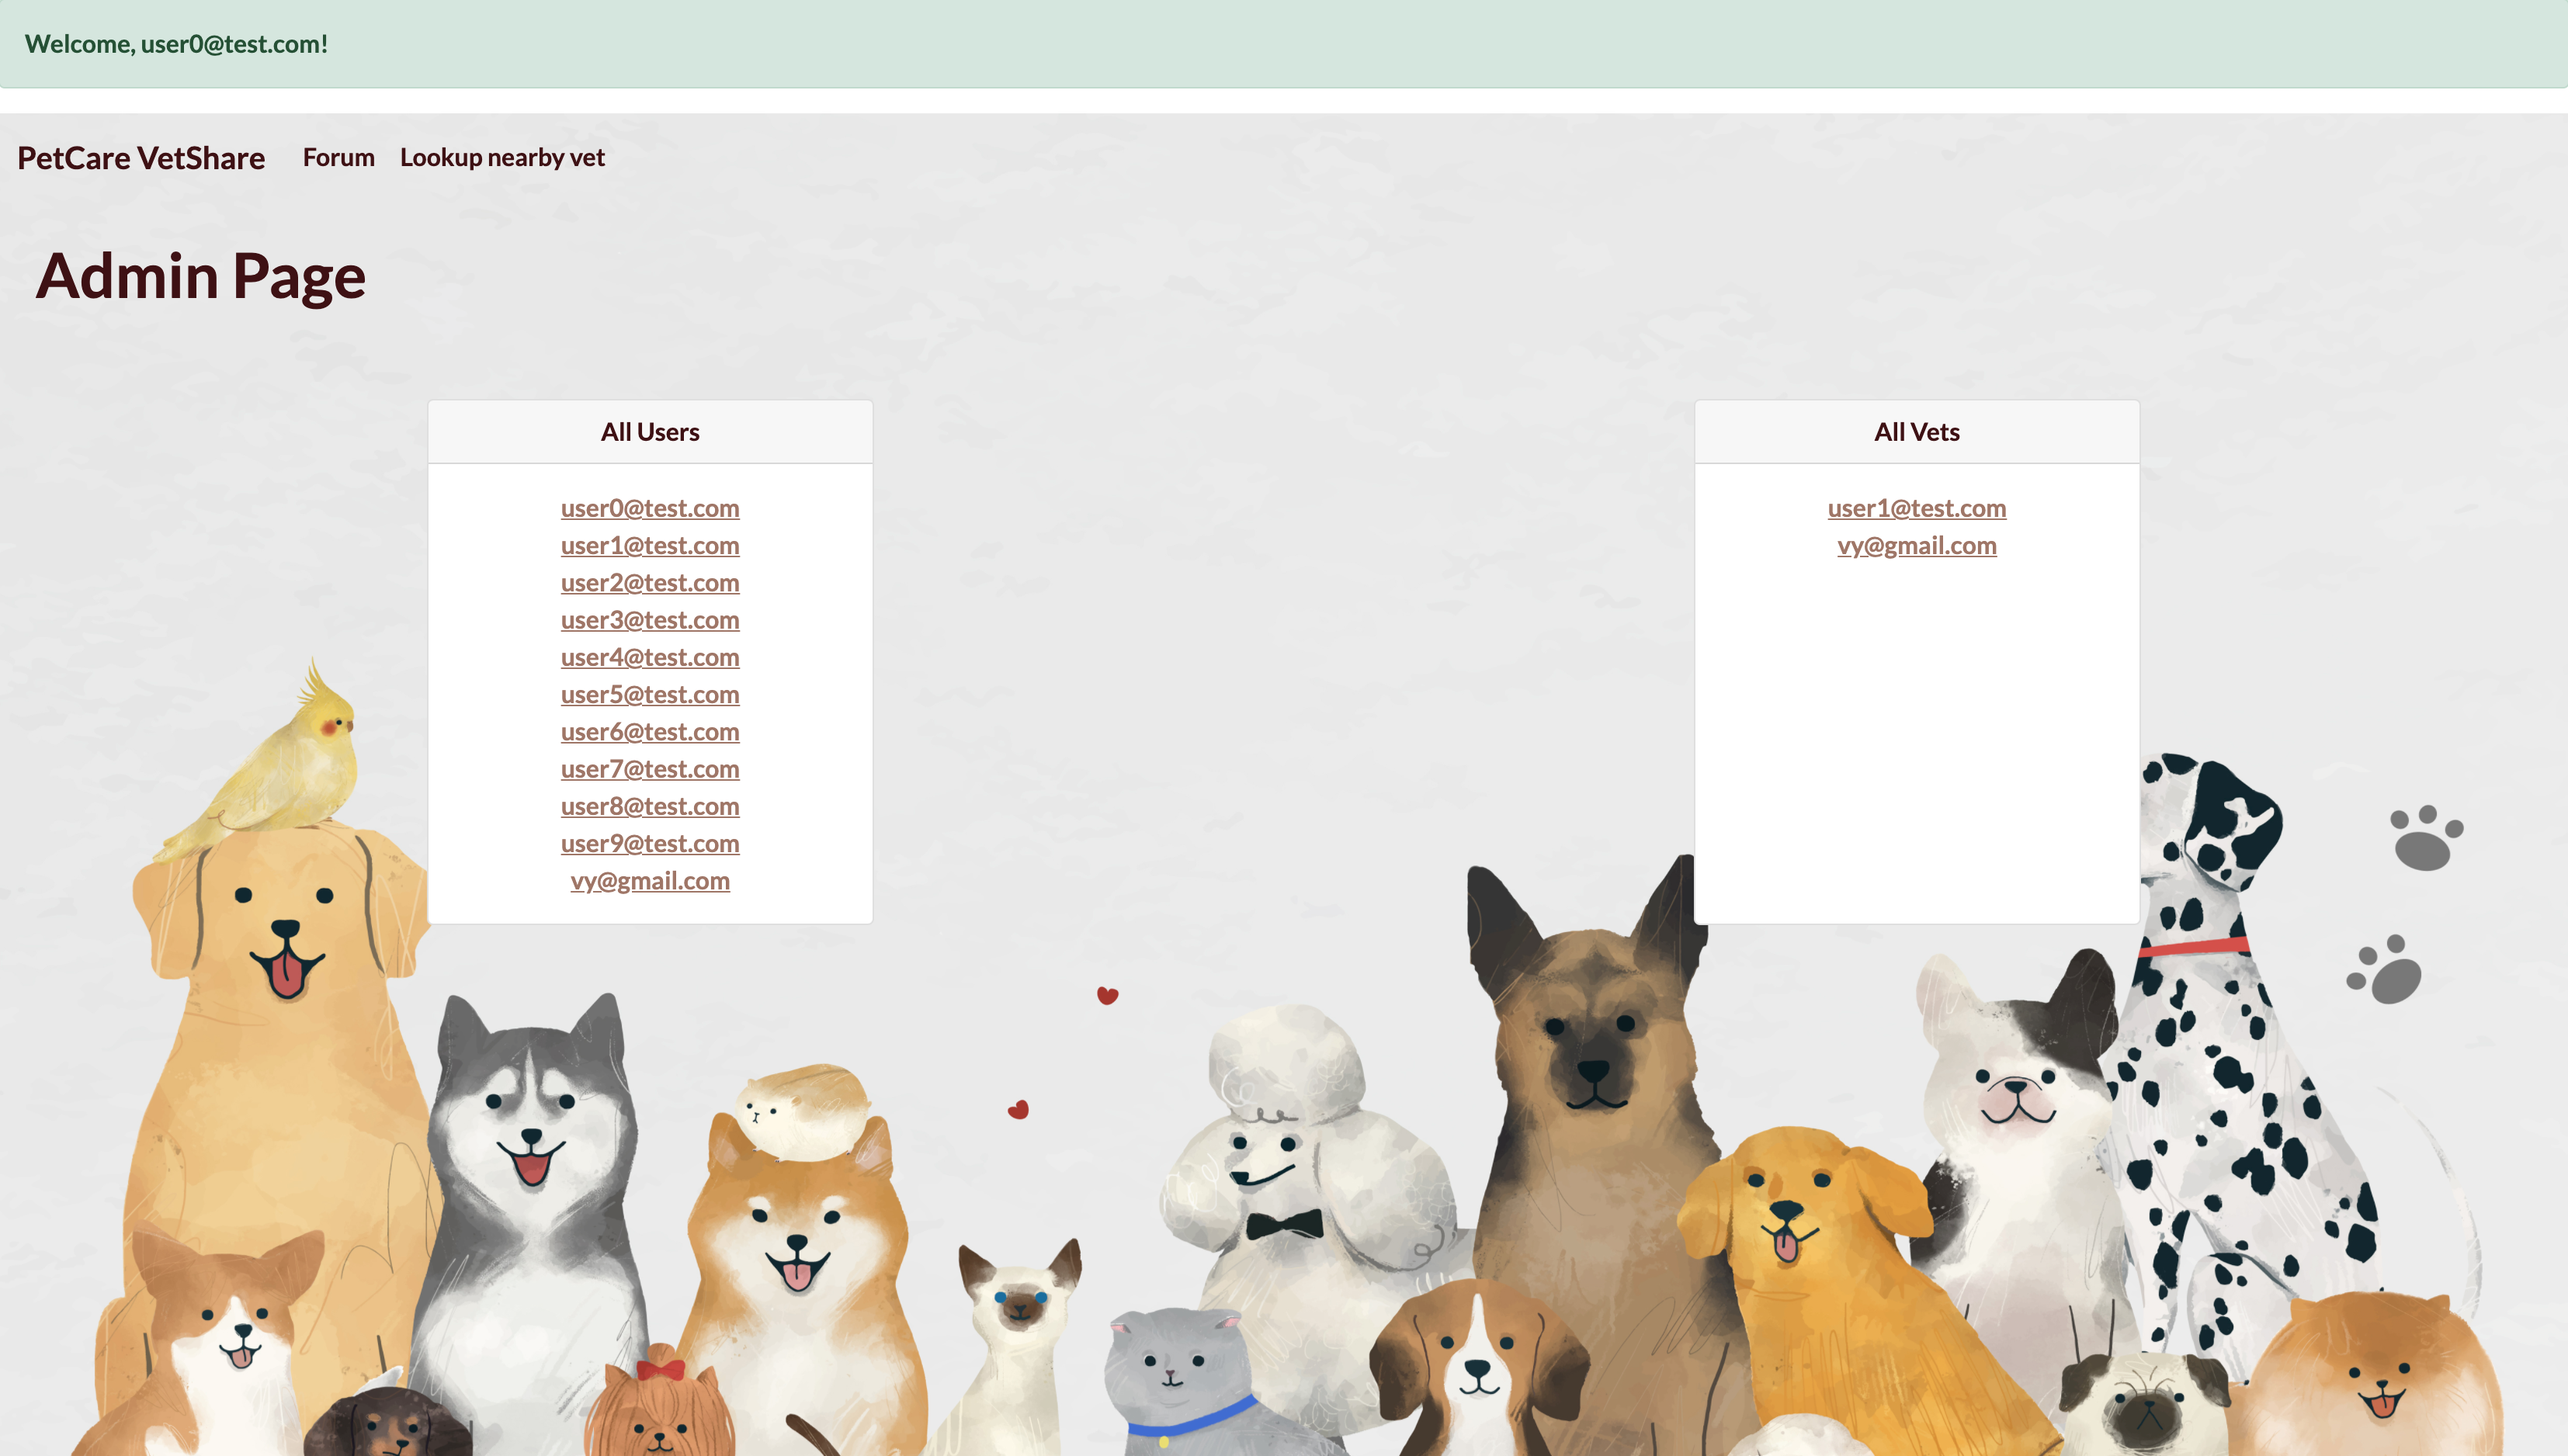 Welcome, user0@test.com!
PetCare VetShare Forum Lookup nearby vet
Admin Page
All Users
user0@test.com
user1@test.com
user2@test.com
user3@test.com
user4@test.com
user5@test.com
user6@test.com
user7@test.com
user8@test.com
user9@test.com
vy@gmail.com
All Vets
user1@test.com
vy@gmail.com